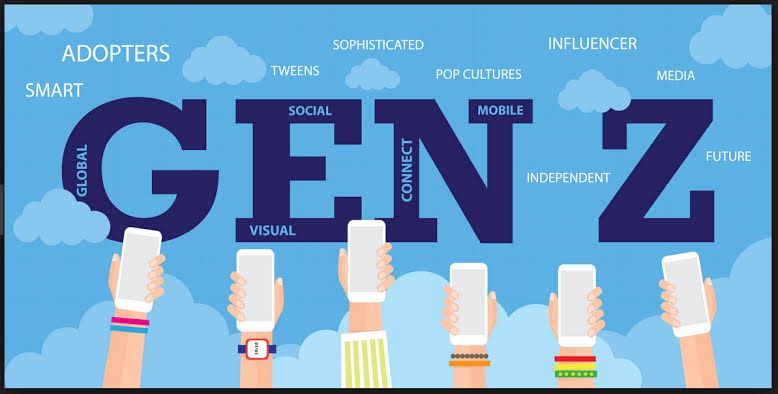 SOPHISTICATED
INFLUENCER
ADOPTERS
TWEENS
POP CULTURES
MEDIA
SMART
GEN Z
SOCIAL
MOBILE
GLOBAL
CONNECT
FUTURE
INDEPENDENT
VISUAL